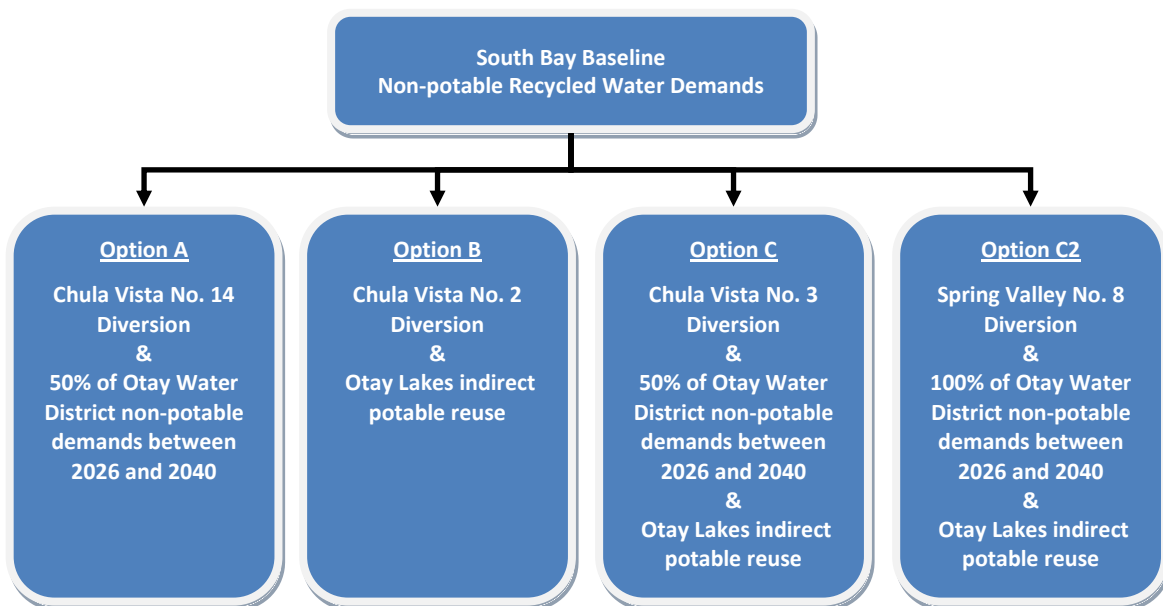 South Bay Baseline
Non-potable Recycled Water Demands
Option A
Chula Vista No. 14
Diversion
&
50% of Otay Water
District non-potable
demands between
2026 and 2040
Option B
Chula Vista No. 2
Diversion
&
Otay Lakes indirect
potable reuse
Option C
Chula Vista No. 3
Diversion
&
50% of Otay Water
District non-potable
demands between
2026 and 2040
&
Otay Lakes indirect
potable reuse
Option C2
Spring Valley No. 8
Diversion
&
100% of Otay Water
District non-potable
demands between
2026 and 2040
&
Otay Lakes indirect
potable reuse